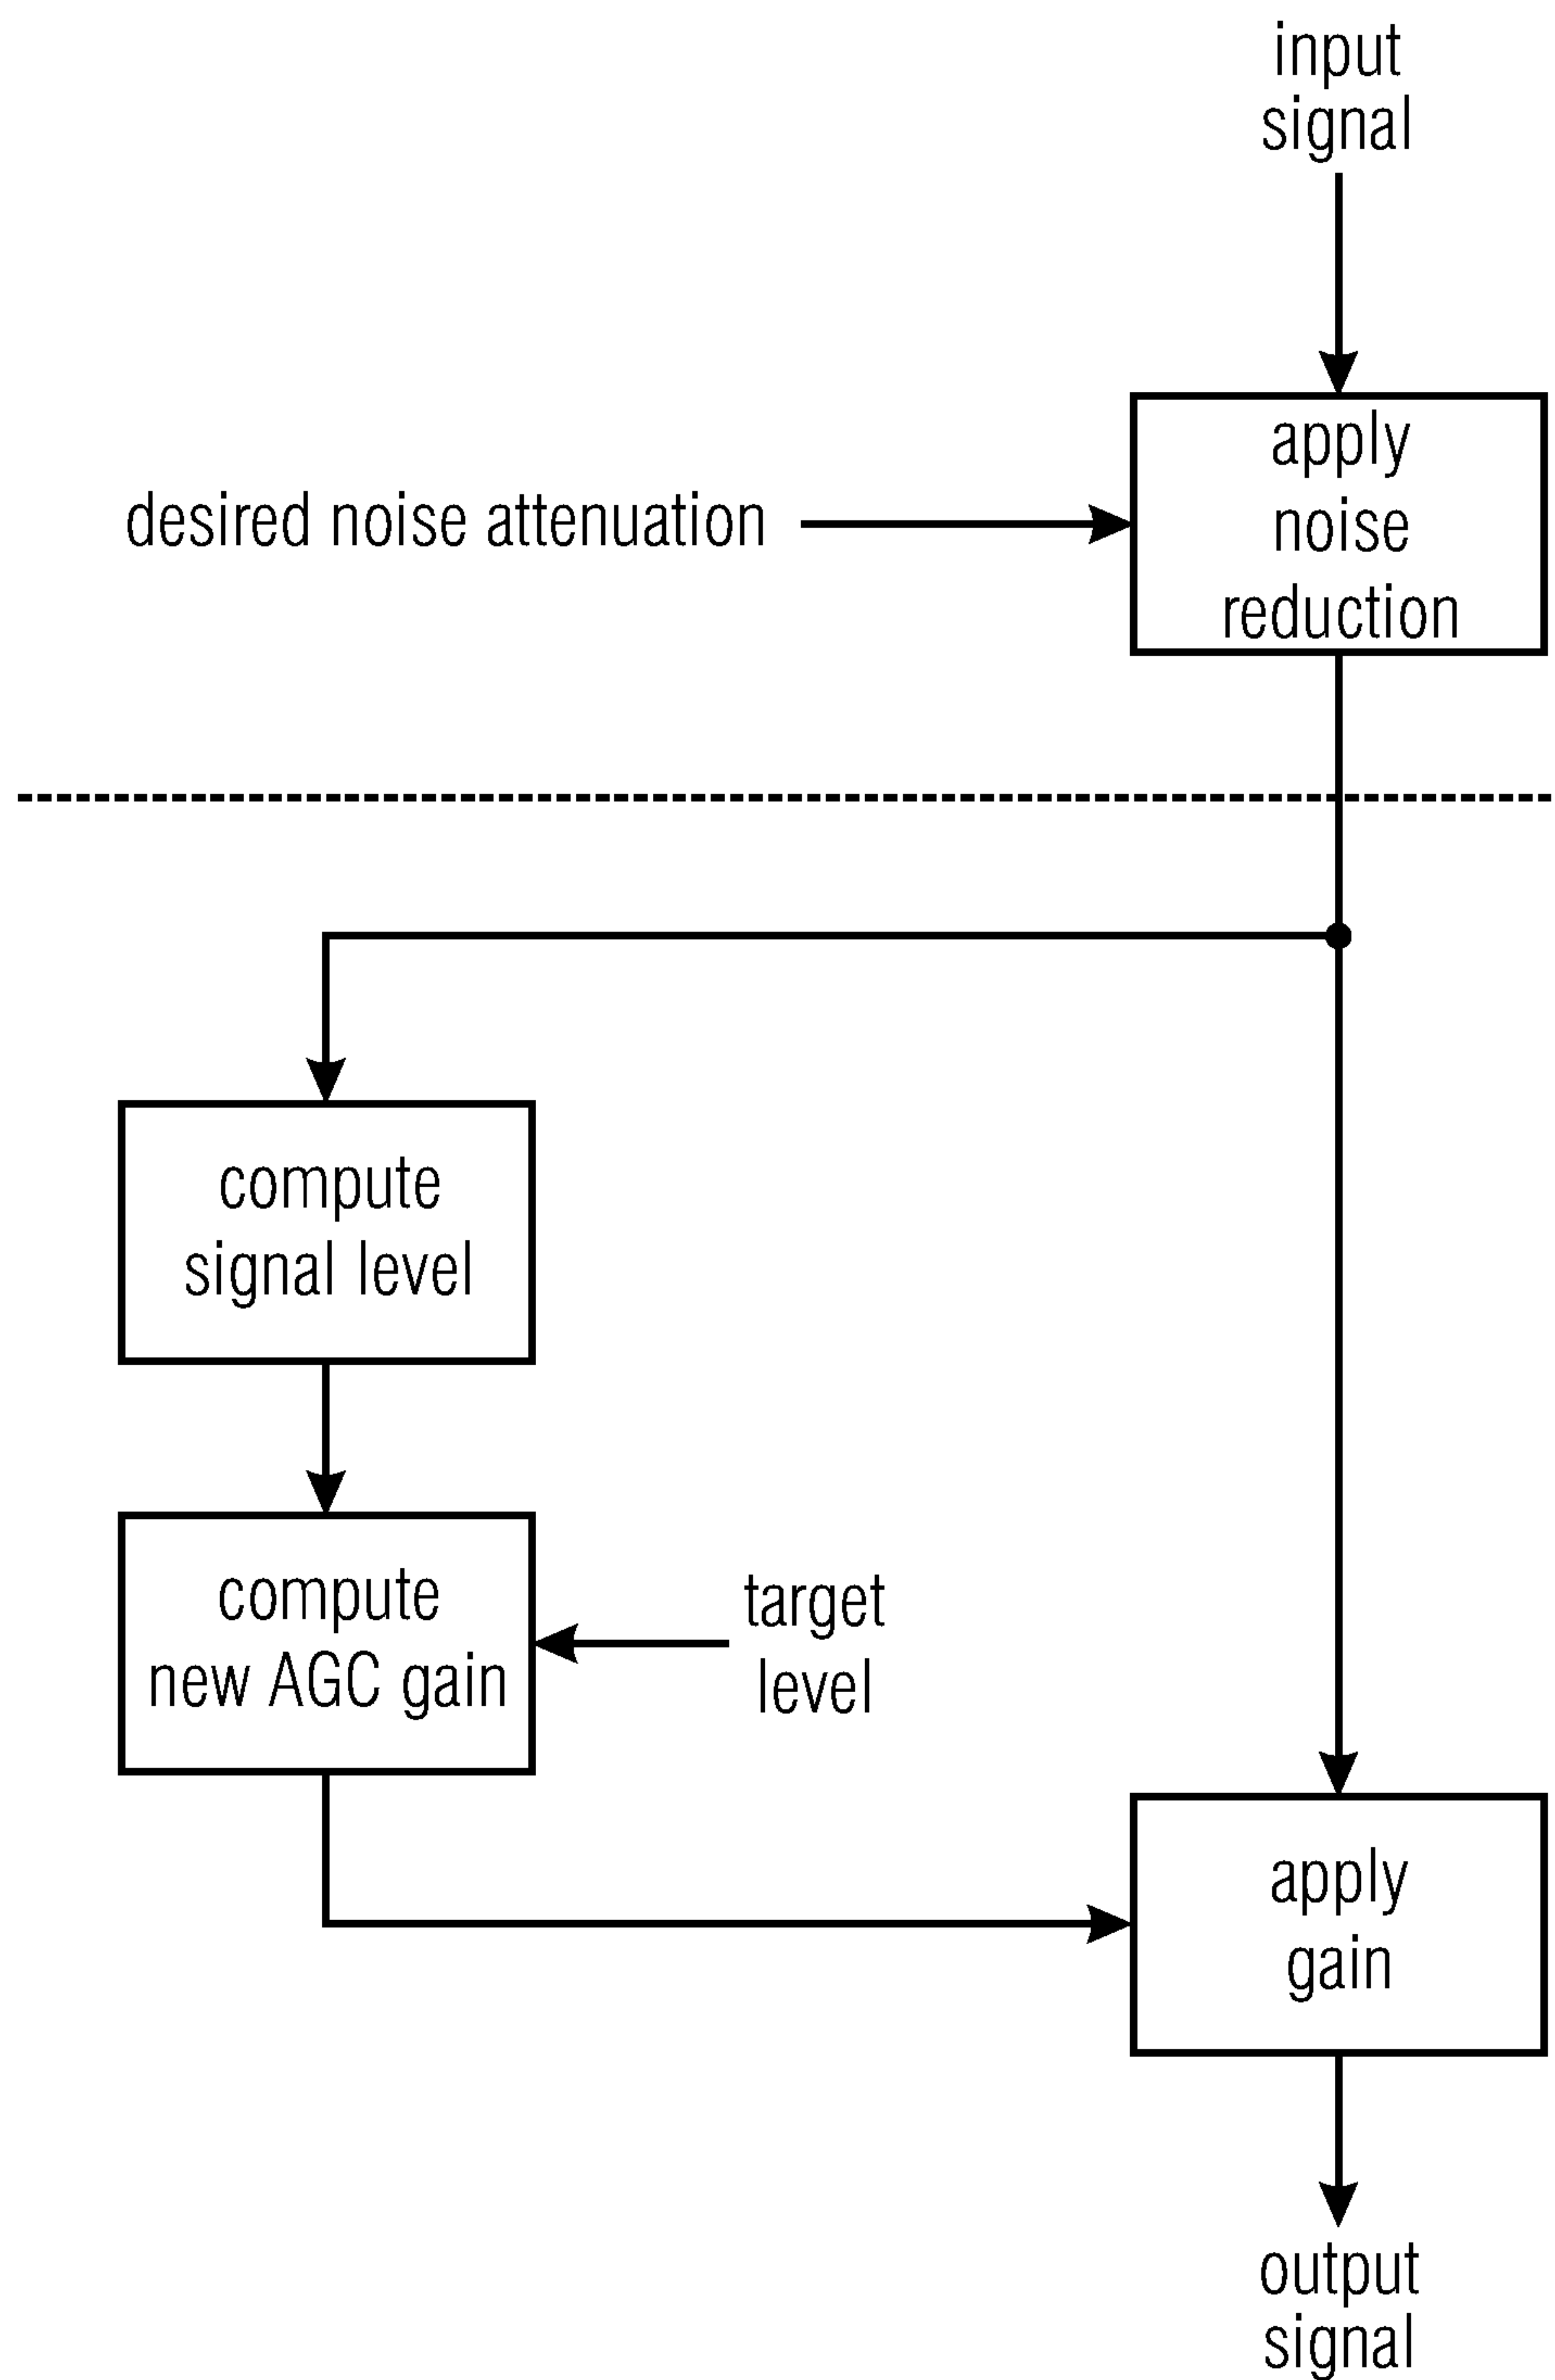 input
signal
apply
noise
reduction
desired noise attenuation
compute
signal level
compute
new AGC gain
target
level
apply
gain
output
signal